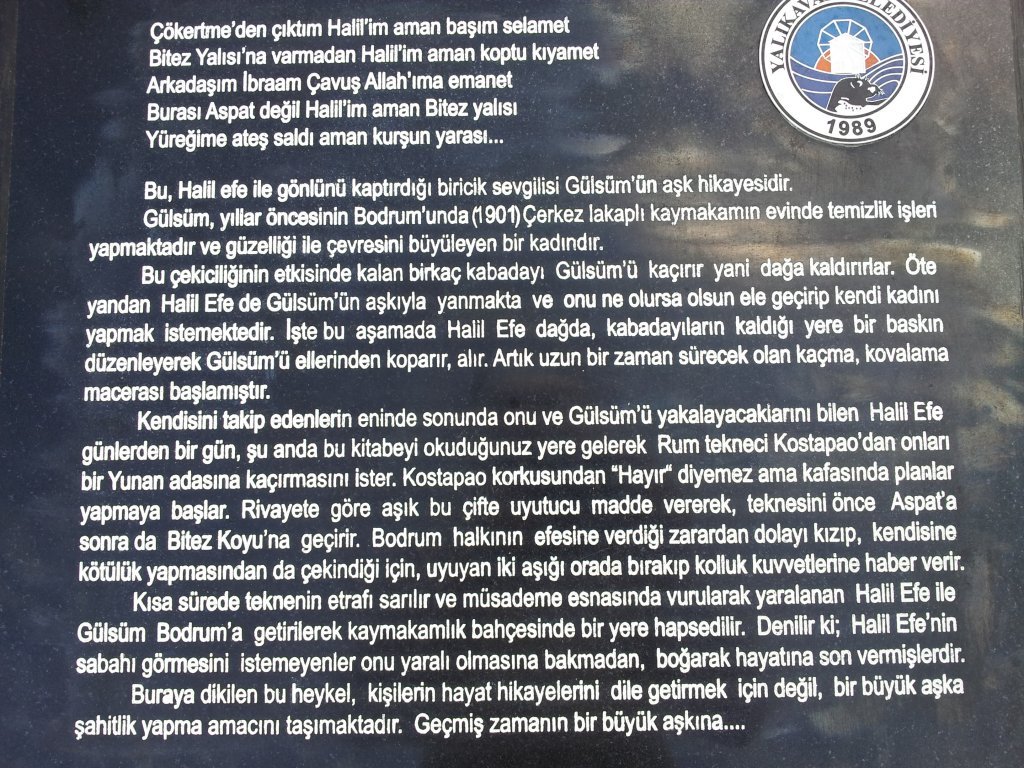 Çökertme'den çıktım Halil'im aman başım selamet
Bitez Yalısı'na varmadan Halil'im aman koptu kıyamet
Arkadaşım İbraam Çavuş Allah'ıma emanet
Burası Aspat değil Halil'im aman Bitez yalısı
Yüreğime ateş saldı aman kurşun yarası...
BELEDİYESİ
1989
Bu, Halil efe ile gönlünü kaptırdığı biricik sevgilisi Gülsüm'ün aşk hikayesidir.
Gülsüm, yıllar öncesinin Bodrum'unda (1901) Çerkez lakaplı kaymakamın evinde temizlik işleri
yapmaktadır ve güzelliği ile çevresini büyüleyen bir kadındır.
Bu çekiciliğinin etkisinde kalan birkaç kabadayı Gülsüm'ü kaçırır yani dağa kaldırırlar. Öte
yandan Halil Efe de Gülsüm'ün aşkıyla yanmakta ve onu ne olursa olsun ele geçirip kendi kadını
yapmak istemektedir. İşte bu aşamada Halil Efe dağda, kabadayıların kaldığı yere bir baskın
düzenleyerek Gülsüm'ü ellerinden koparır, alır. Artık uzun bir zaman sürecek olan kaçma, kovalama
macerası başlamıştır.
Kendisini takip edenlerin eninde sonunda onu ve Gülsüm'ü yakalayacaklarını bilen Halil Efe
günlerden bir gün, şu anda bu kitabeyi okuduğunuz yere gelerek Rum tekneci Kostapao'dan onları
bir Yunan adasına kaçırmasını ister. Kostapao korkusundan "Hayır" diyemez ama kafasında planlar
yapmaya başlar. Rivayete göre aşık bu çifte uyutucu madde vererek, teknesini önce Aspat'a
sonra da Bitez Koyu'na geçirir. Bodrum halkının efesine verdiği zarardan dolayı kızıp, kendisine
kötülük yapmasından da çekindiği için, uyuyan iki aşığı orada bırakıp kolluk kuvvetlerine haber verir.
Kısa sürede teknenin etrafı sarılır ve müsademe esnasında vurularak yaralanan Halil Efe ile
Gülsüm Bodrum'a getirilerek kaymakamlık bahçesinde bir yere hapsedilir. Denilir ki; Halil Efe'nin
sabahı görmesini istemeyenler onu yaralı olmasına bakmadan, boğarak hayatına son vermişlerdir.
Buraya dikilen bu heykel, kişilerin hayat hikayelerini dile getirmek için değil, bir büyük aşka
şahitlik yapma amacını taşımaktadır. Geçmiş zamanın bir büyük aşkına....